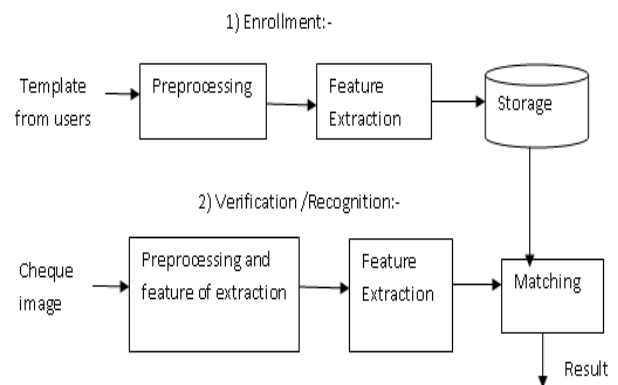 1) Enrollment:-
Template
from users
Preprocessing
Feature
Extraction
Storage
2) Verification /Recognition:-
Cheque
image
Preprocessing and
feature of extraction
Feature
Extraction
Matching
Result